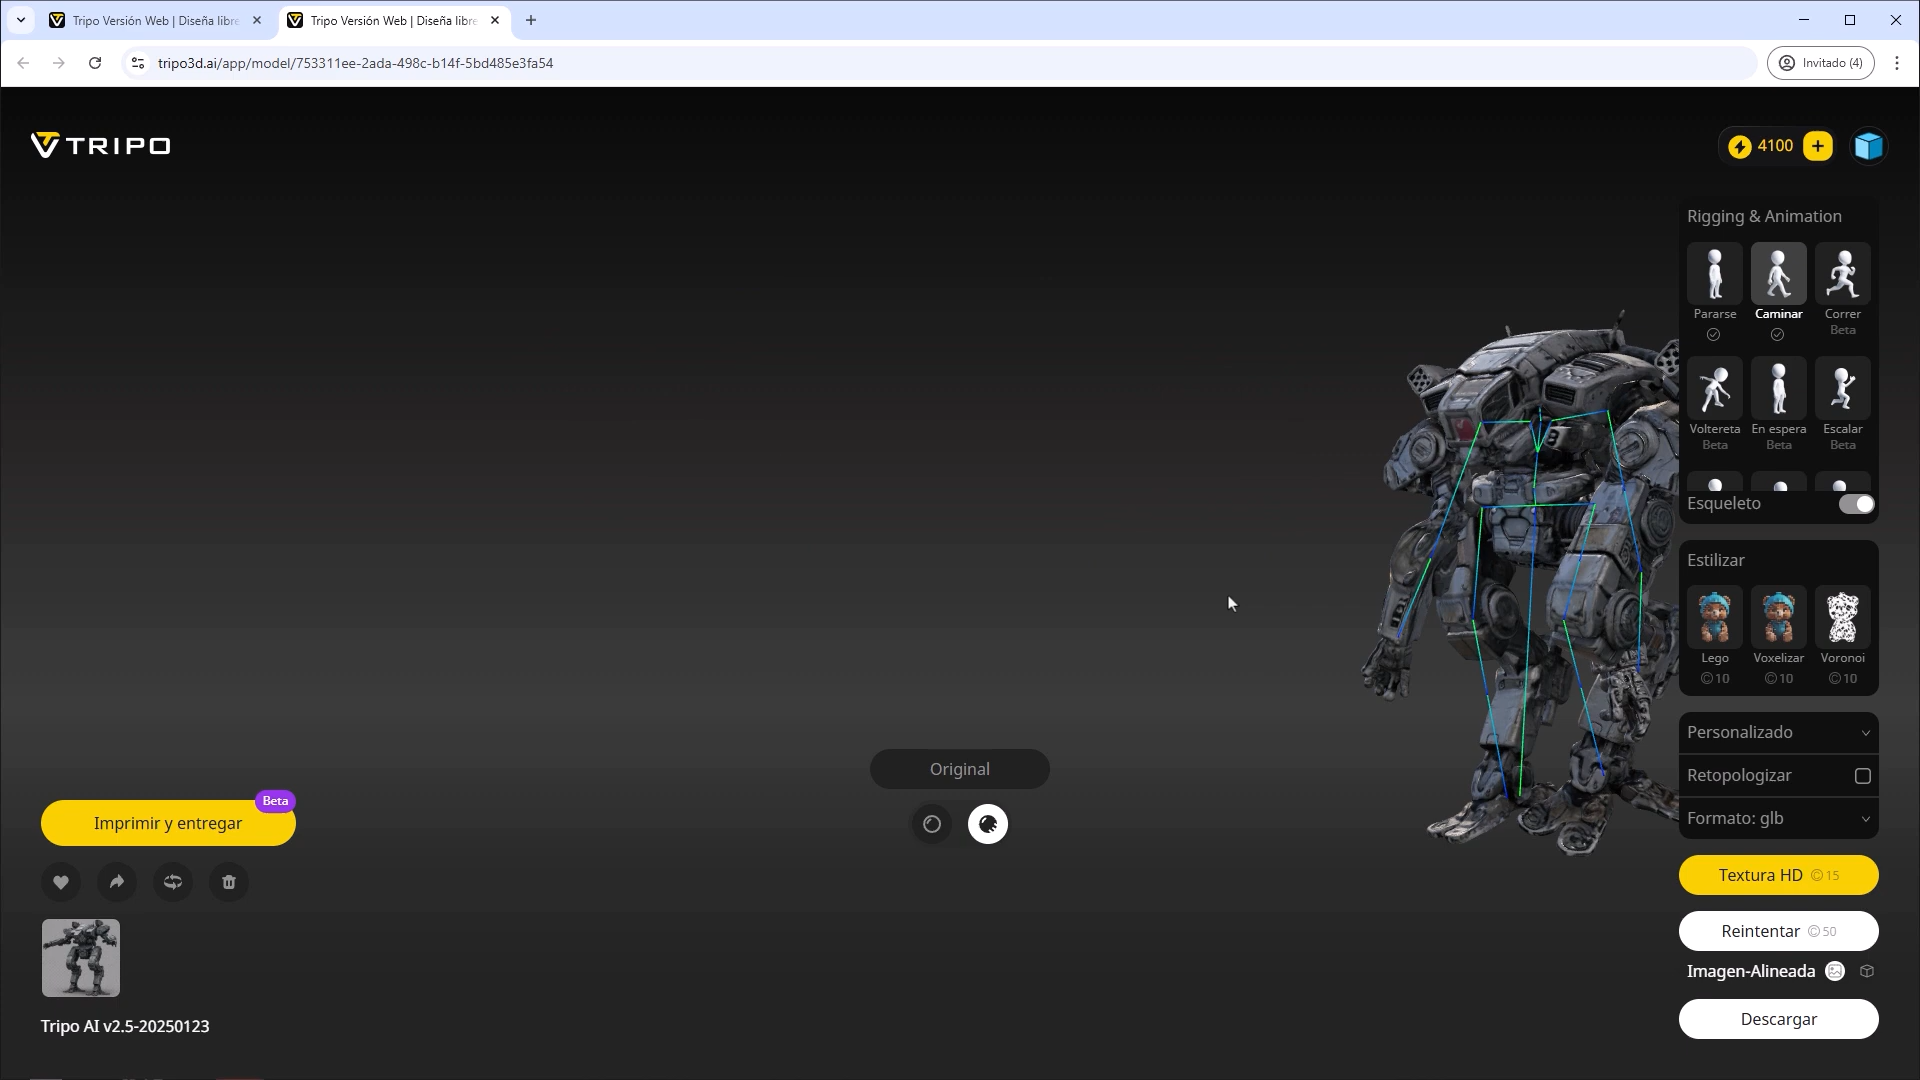 Tripo Versión Web | Diseña libre
Tripo Versión Web | Diseña libre
tripo3d.ai/app/model/753311ee-2ada-498c-b14f-5bd485e3fa54
Invitado (4)
TRIPO
4100
Rigging & Animation
Pararse
Caminar
Correr
Beta
Voltereta
En espera
Escalar
Beta
Beta
Beta
Esqueleto
Estilizar
Lego
Voxelizar
Voronoi
10
10
10
Personalizado
Retopologizar
Formato: glb
Textura HD 15
Reintentar 50
Imagen-Alineada
Descargar
Original
Beta
Imprimir y entregar
Tripo AI v2.5-20250123